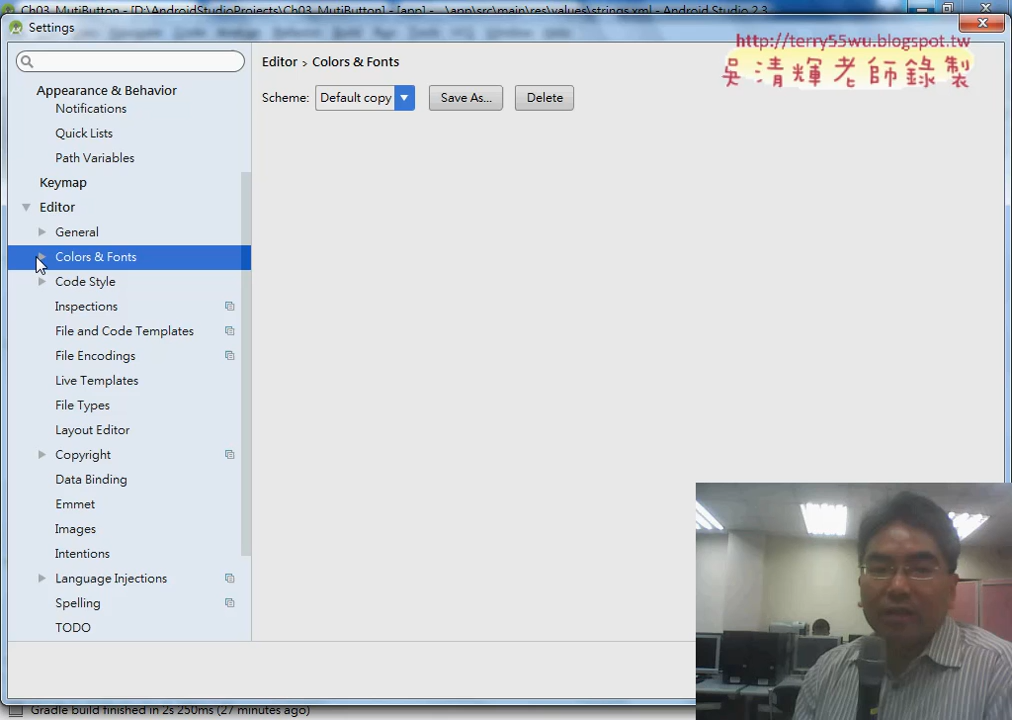 Ch03_MutiButton - [D:\AndroidStudioProjects\Ch03_MutiButton] - [app] - ...\app\src\main\res\values\strings.xml - Android Studio 2.3
Settings
http://terry55wu.blogspot.tw
吳清輝老師錄製
Editor › Colors & Fonts
Scheme: Default copy Save As... Delete
Appearance & Behavior
Notifications
Quick Lists
Path Variables
Keymap
Editor
General
Colors & Fonts
Code Style
Inspections
File and Code Templates
File Encodings
Live Templates
File Types
Layout Editor
Copyright
Data Binding
Emmet
Images
Intentions
Language Injections
Spelling
TODO
Gradle build finished in 2s 250ms (27 minutes ago)